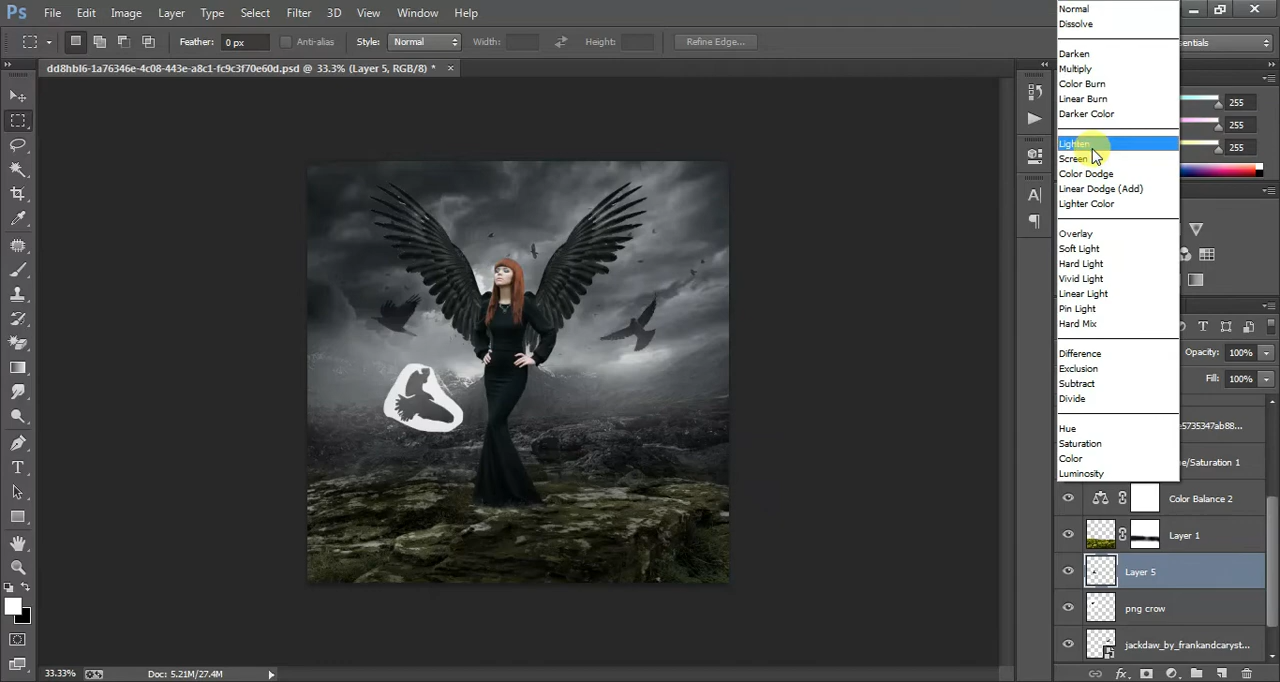 Ps File Edit Image Layer Type Select Filter 3D View Window Help
Feather: 0 px Anti-alias Style: Normal Width: Height: Refine Edge... entials
dd8hbl6-1a76346e-4c08-443e-a8c1-fc9c3f70e60d.psd @ 33.3% (Layer 5, RGB/8) * ×
Normal
Dissolve
Darken
Multiply
Color Burn
Linear Burn
Darker Color
Lighten
Screen
Color Dodge
Linear Dodge (Add)
Lighter Color
Overlay
Soft Light
Hard Light
Vivid Light
Linear Light
Pin Light
Hard Mix
Difference
Exclusion
Subtract
Divide
Hue
Saturation
Color
Luminosity
255
255
255
Opacity: 100%
Fill: 100%
e5735347ab88...
e/Saturation 1
Color Balance 2
Layer 1
Layer 5
png crow
jackdaw_by_frankandcaryst...
33.33% Doc: 5.21M/27.4M